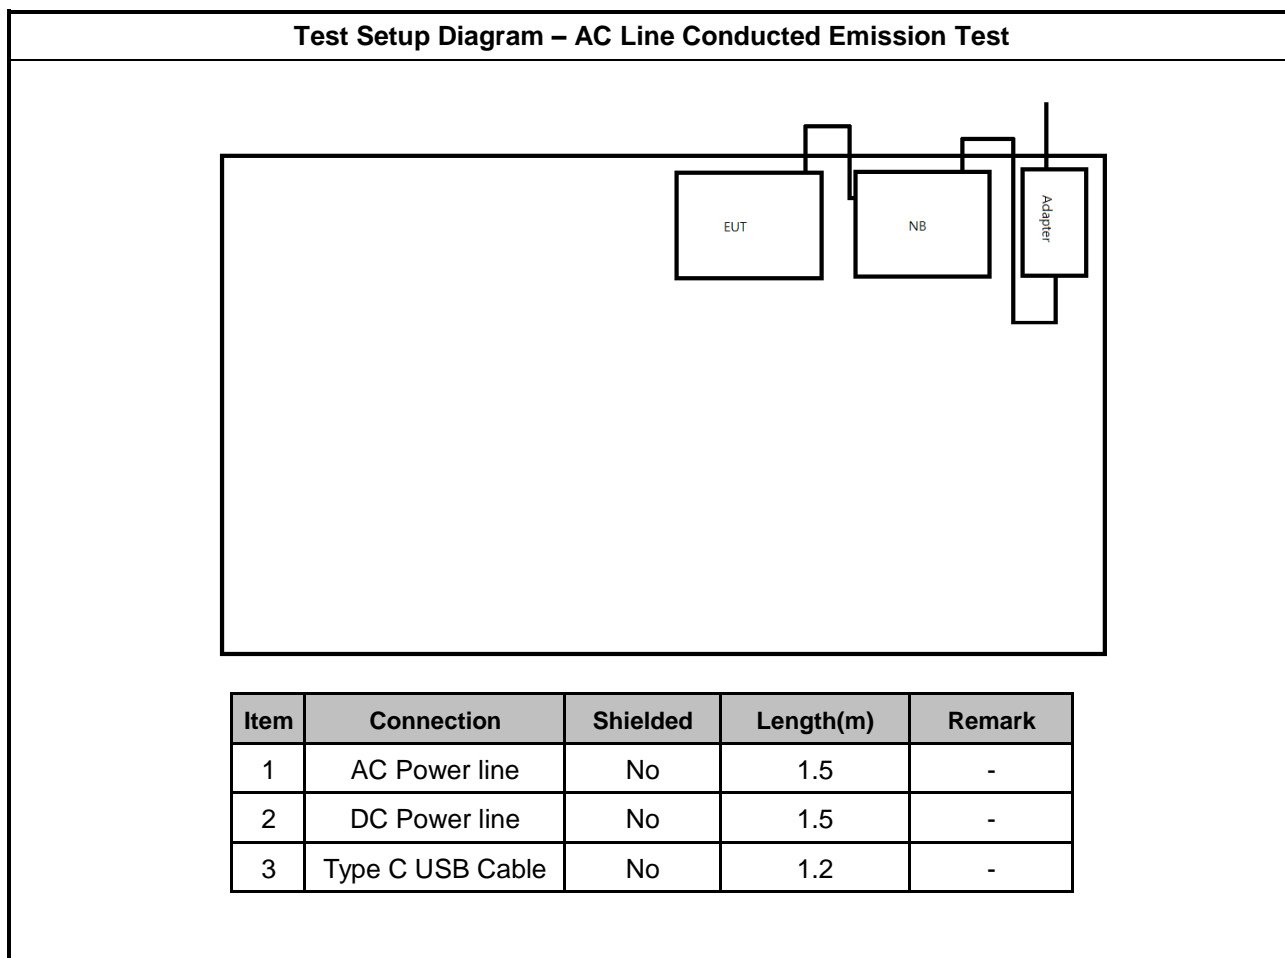 Test Setup Diagram – AC Line Conducted Emission Test
EUT
NB
Adapter
Item Connection Shielded Length(m) Remark
1 AC Power line No 1.5 -
2 DC Power line No 1.5 -
3 Type C USB Cable No 1.2 -